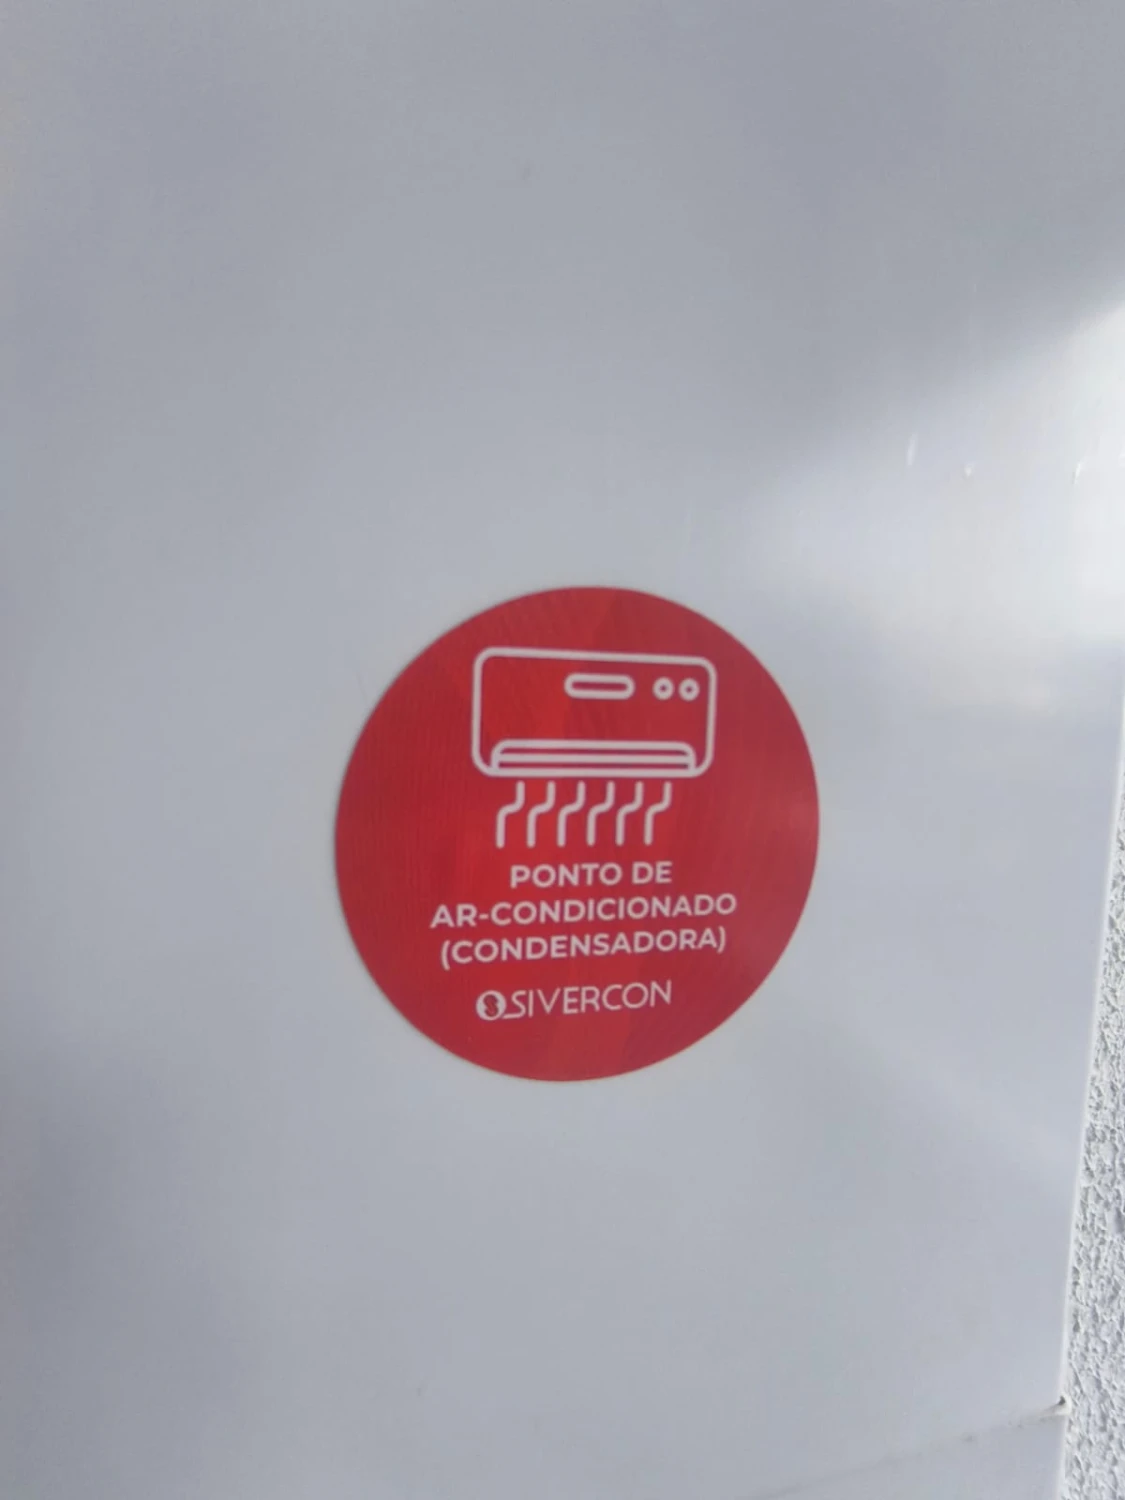 PONTO DE
AR-CONDICIONADO
(CONDENSADORA)
SIVERCON